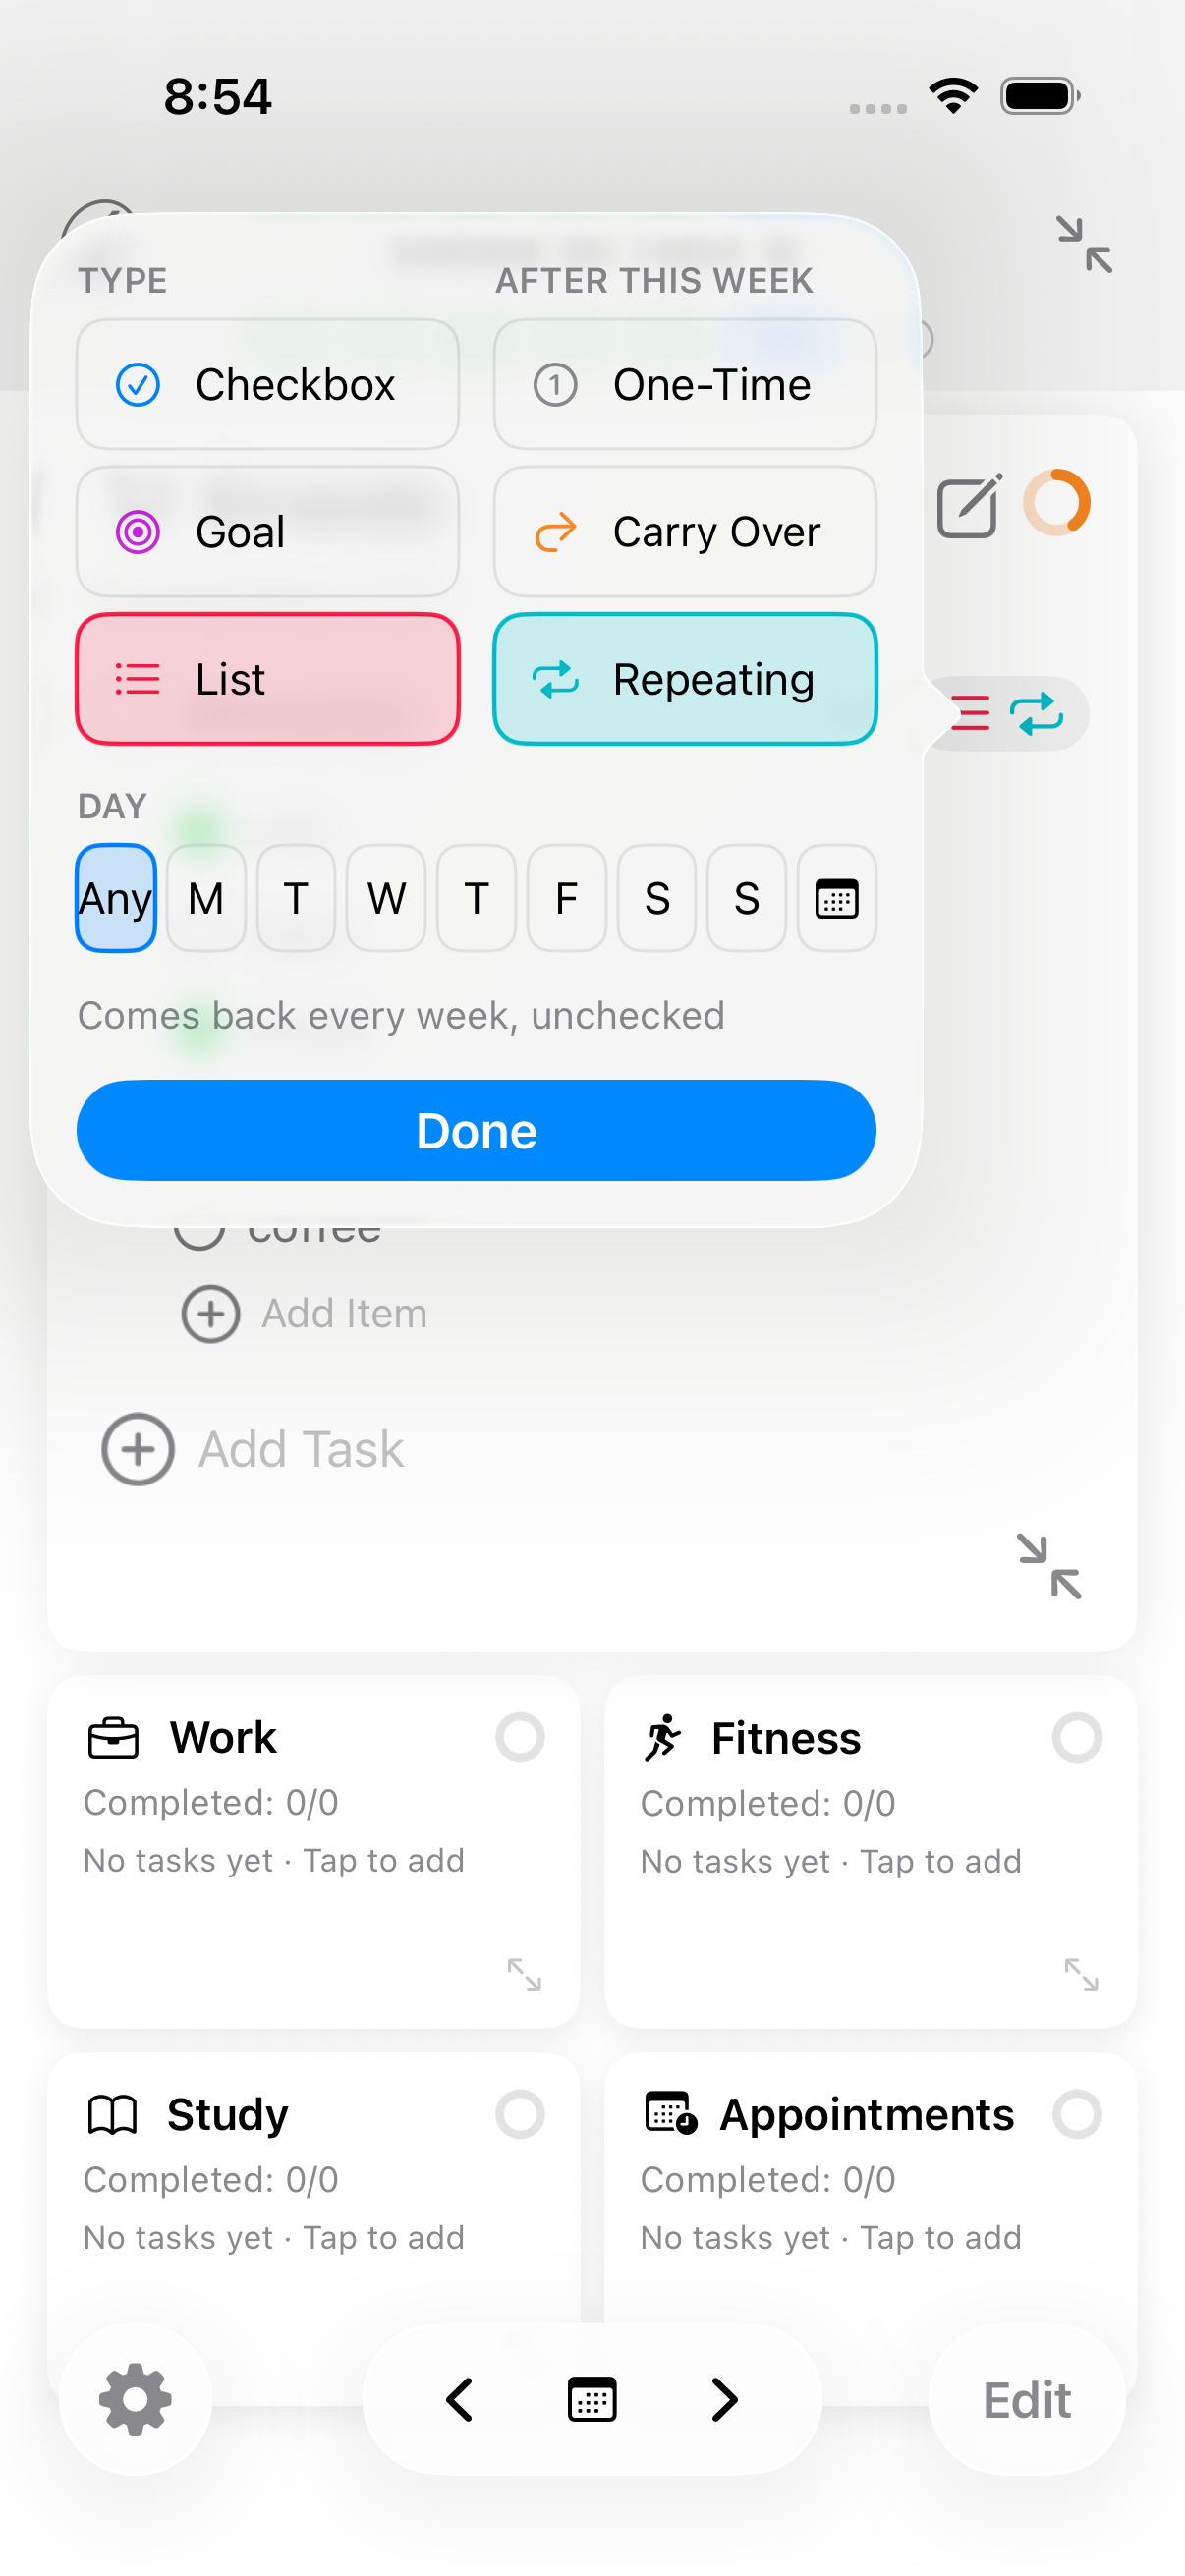 8:54
TYPE
AFTER THIS WEEK
Checkbox
One-Time
Goal
Carry Over
List
Repeating
DAY
Any M T W T F S S
Comes back every week, unchecked
Done
coffee
Add Item
Add Task
Work
Fitness
Completed: 0/0
Completed: 0/0
No tasks yet · Tap to add
No tasks yet · Tap to add
Study
Appointments
Completed: 0/0
Completed: 0/0
No tasks yet · Tap to add
No tasks yet · Tap to add
Edit